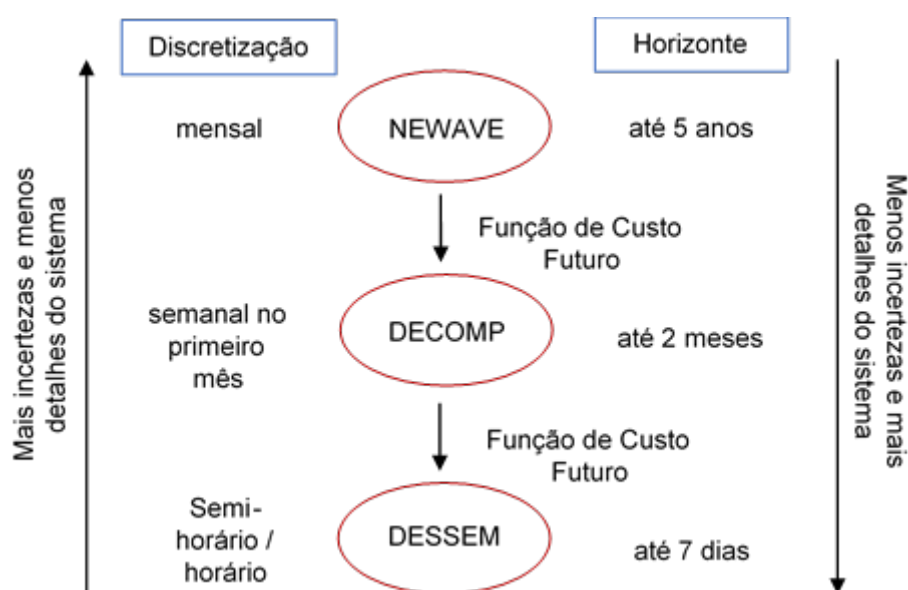 Discretização
Horizonte
mensal
NEWAVE
até 5 anos
Função de Custo
Futuro
semanal no
primeiro
mês
DECOMP
até 2 meses
Função de Custo
Futuro
Semi-
horário /
horário
DESSEM
até 7 dias
Mais incertezas e menos
detalhes do sistema
Menos incertezas e mais
detalhes do sistema